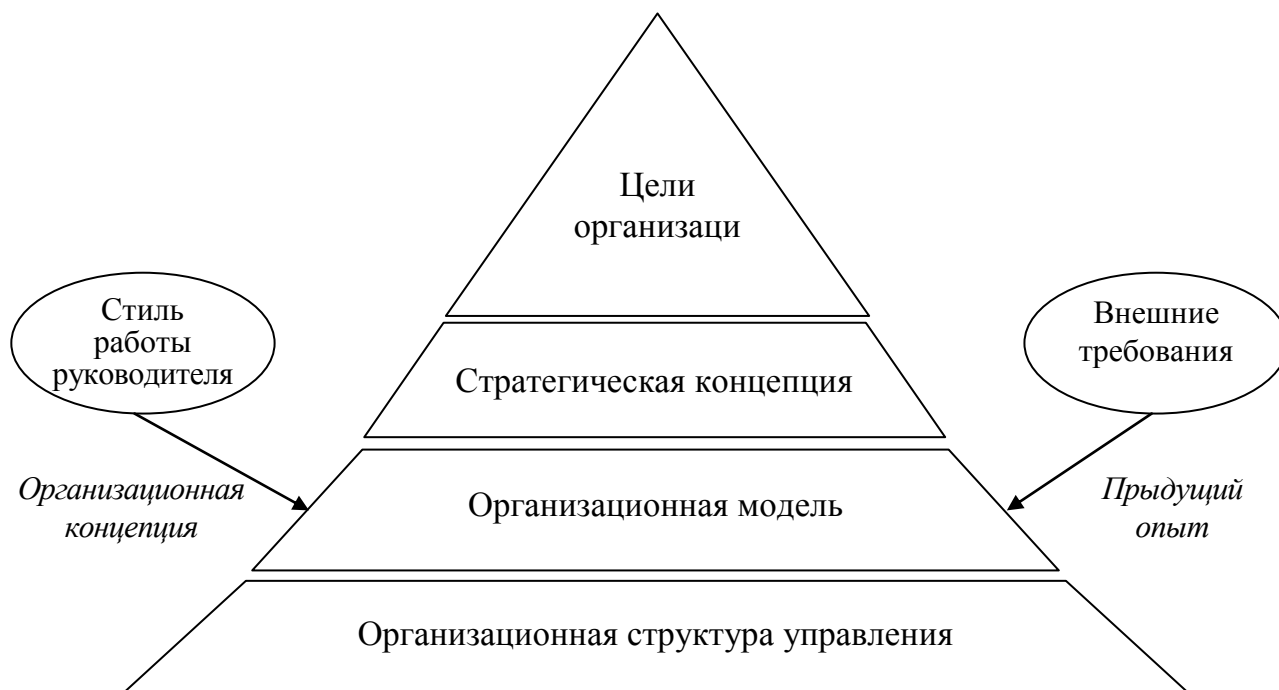 Цели
организаци
Стиль
работы
руководителя
Внешние
требования
Стратегическая концепция
Организационная
концепция
Организационная модель
Прыдущий
опыт
Организационная структура управления